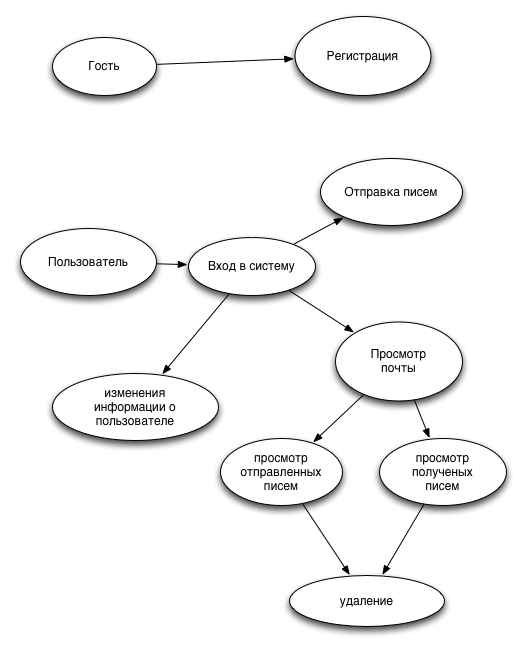 Гость
Регистрация
Отправка писем
Пользователь
Вход в систему
Просмотр
почты
изменения
информации о
пользователе
просмотр
отправленных
писем
просмотр
полученых
писем
удаление